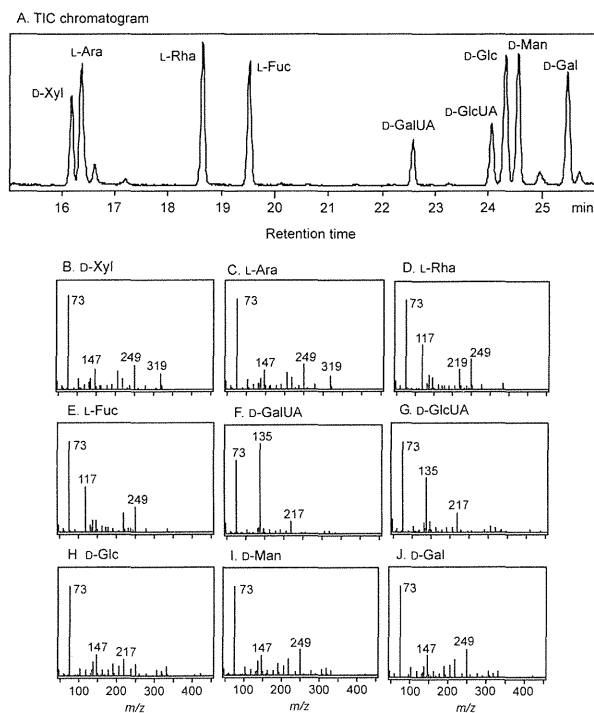 A. TIC chromatogram
D-Xyl
L-Ara
L-Rha
L-Fuc
D-GalUA
D-GlcUA
D-Glc
D-Man
D-Gal
16 17 18 19 20 21 22 23 24 25 min
Retention time
B. D-Xyl
73
147
249
319
C. L-Ara
73
147
249
319
D. L-Rha
73
117
219
249
E. L-Fuc
73
117
249
F. D-GalUA
73
135
217
G. D-GlcUA
73
135
217
H D-Glc
73
147
217
100 200 300 400
m/z
I. D-Man
73
147
249
100 200 300 400
m/z
J. D-Gal
73
147
249
100 200 300 400
m/z